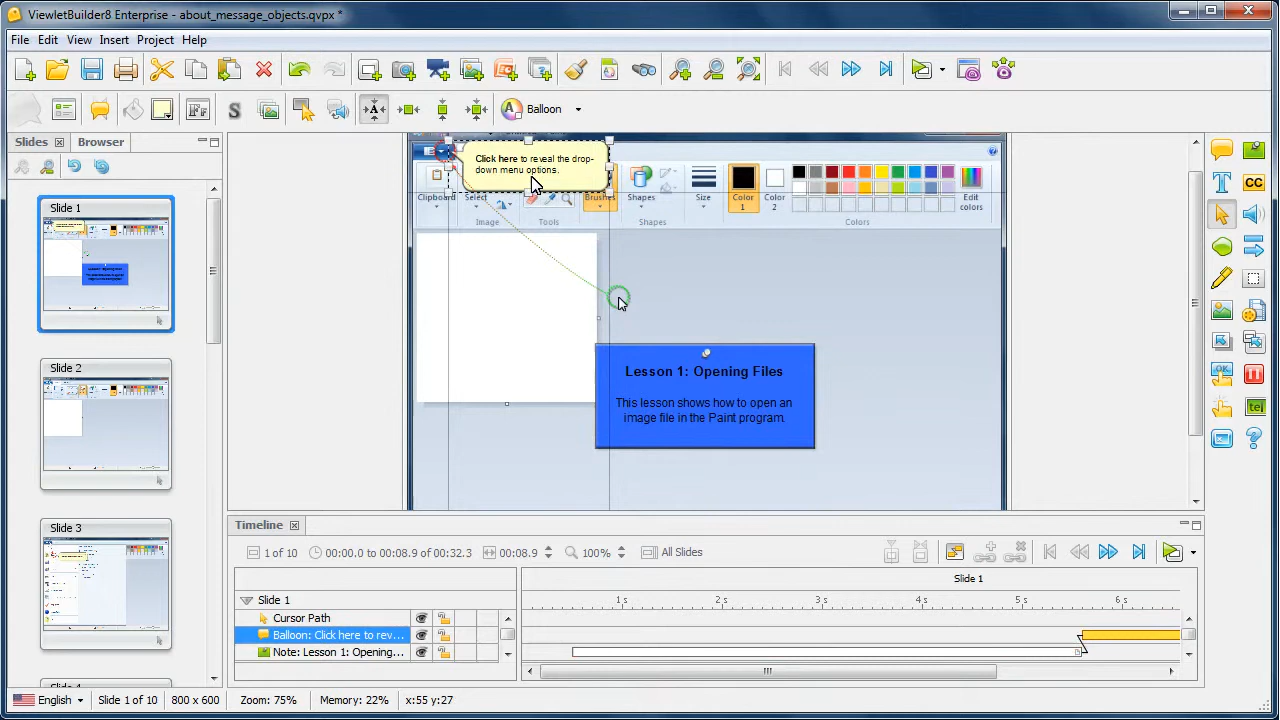 ViewletBuilder8 Enterprise - about_message_objects.qvpx *
File Edit View Insert Project Help
Balloon
Slides Browser
Slide 1
Slide 2
Slide 3
Click here to reveal the drop-
down menu options.
Clipboard Select Brushes Shapes Size Color Color Edit
1 2 colors
Image Tools Shapes Colors
Lesson 1: Opening Files
This lesson shows how to open an
image file in the Paint program.
CC
OK
te
Timeline
1 of 10 00:00.0 to 00:08.9 of 00:32.3 00:08.9 100% All Slides
Slide 1
Slide 1 1 s 2 s 3 s 4 s 5 s 6 s
Cursor Path
Balloon: Click here to rev...
Note: Lesson 1: Opening...
English Slide 1 of 10 800 x 600 Zoom: 75% Memory: 22% x:55 y:27